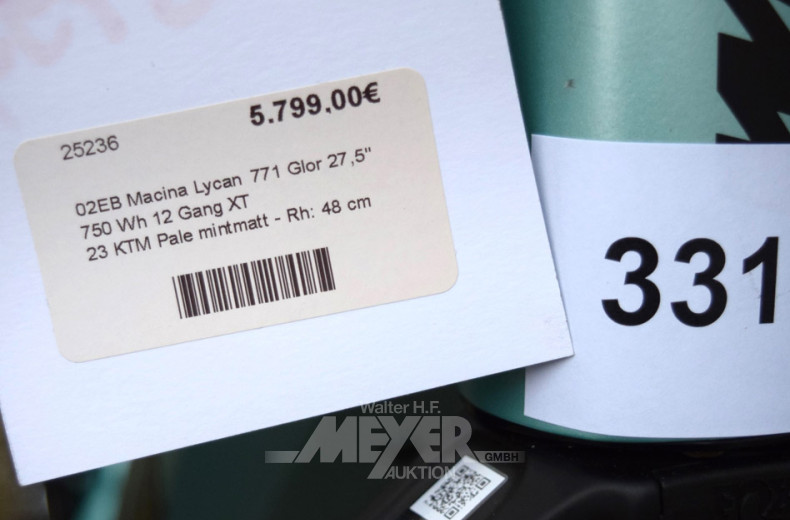 25236
5.799,00€
02EB Macina Lycan 771 Glor 27,5"
750 Wh 12 Gang XT
23 KTM Pale mintmatt - Rh: 48 cm
331
Walter H.F.
MEYER
GMBH
AUKTION